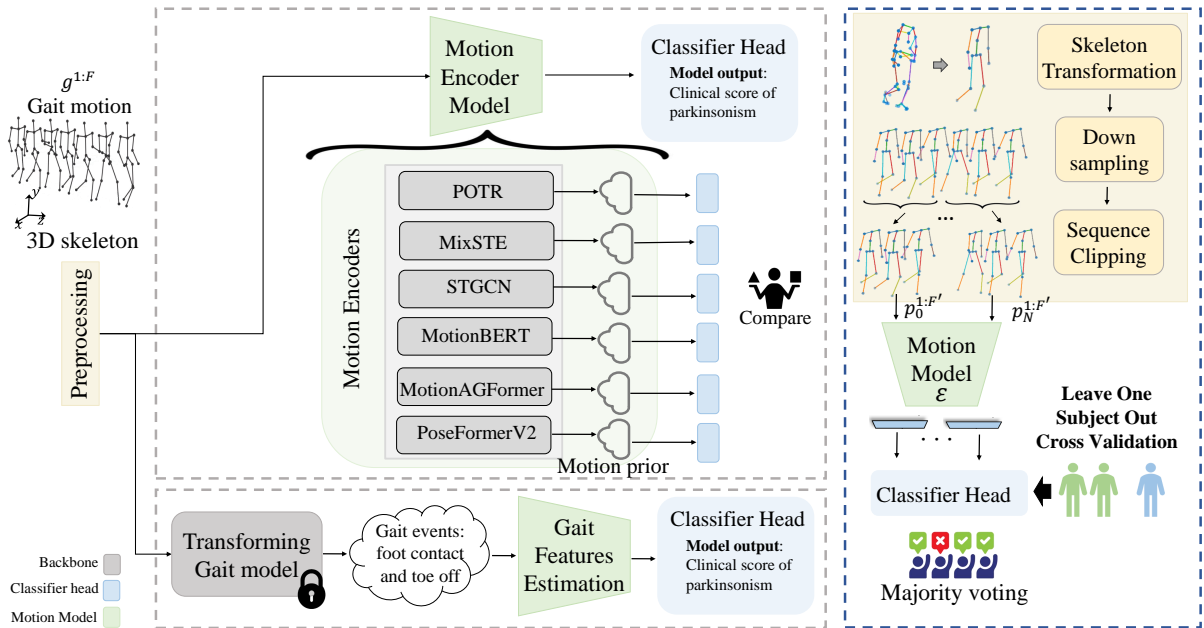 g^{1:F}
Gait motion
y
x
z
3D skeleton
Preprocessing
Motion
Encoder
Model
Classifier Head
Model output:
Clinical score of
parkinsonism
Motion Encoders
POTR
MixSTE
STGCN
MotionBERT
MotionAGFormer
PoseFormerV2
Motion prior
Compare
Transforming
Gait model
Gait events:
foot contact
and toe off
Gait
Features
Estimation
Classifier Head
Model output:
Clinical score of
parkinsonism
Backbone
Classifier head
Motion Model
Skeleton
Transformation
Down
sampling
Sequence
Clipping
...
p_0^{1:F′}
p_N^{1:F′}
Motion
Model
ε
. . .
Leave One
Subject Out
Cross Validation
Classifier Head
Majority voting